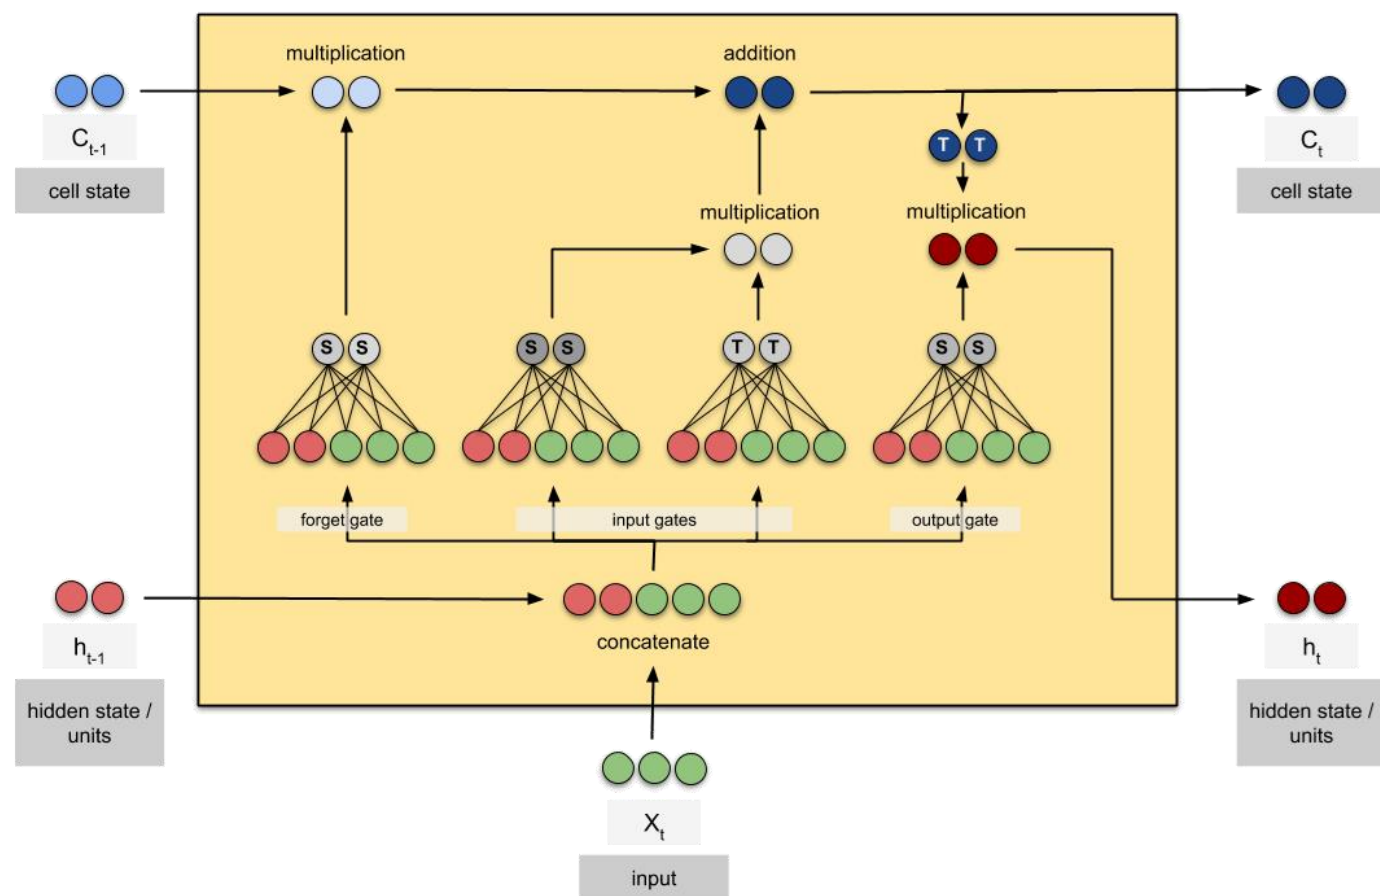 multiplication
addition
C t-1
cell state
T T
C t
cell state
multiplication
multiplication
S S
S S
T T
S S
forget gate
input gates
output gate
h t-1
hidden state /
units
concatenate
h t
hidden state /
units
X t
input